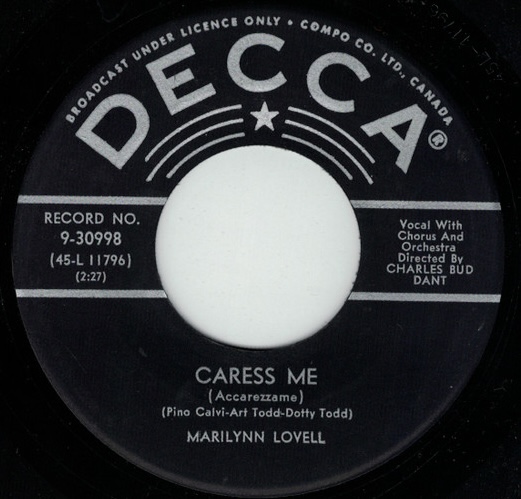 BROADCAST UNDER LICENCE ONLY • COMPO CO. LTD., CANADA
DECCA®
RECORD NO.
9-30998
(45-L 11796)
(2:27)
Vocal With
Chorus And
Orchestra
Directed By
CHARLES BUD
DANT
CARESS ME
(Accarezzame)
(Pino Calvi-Art Todd-Dotty Todd)
MARILYNN LOVELL